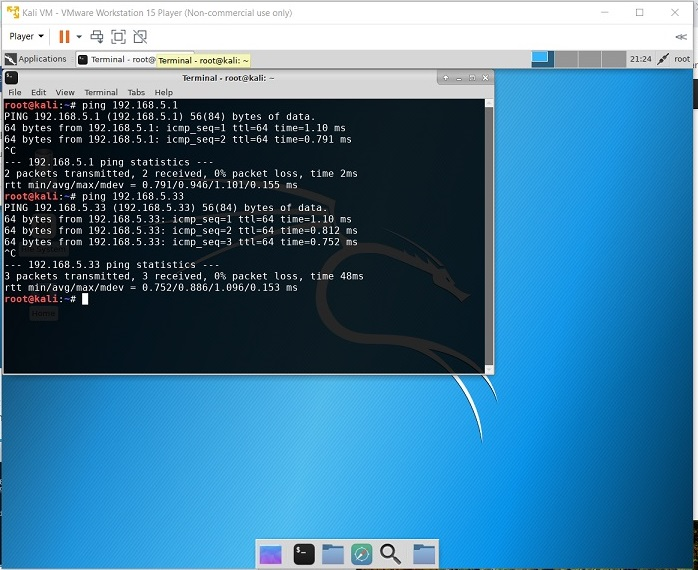 Kali VM - VMware Workstation 15 Player (Non-commercial use only)
Player
Applications
Terminal - root@
Terminal - root@kali: ~
21:24
root
Terminal - root@kali: ~
File Edit View Terminal Tabs Help
root@kali:~# ping 192.168.5.1
PING 192.168.5.1 (192.168.5.1) 56(84) bytes of data.
64 bytes from 192.168.5.1: icmp_seq=1 ttl=64 time=1.10 ms
64 bytes from 192.168.5.1: icmp_seq=2 ttl=64 time=0.791 ms
^C
--- 192.168.5.1 ping statistics ---
2 packets transmitted, 2 received, 0% packet loss, time 2ms
rtt min/avg/max/mdev = 0.791/0.946/1.101/0.155 ms
root@kali:~# ping 192.168.5.33
PING 192.168.5.33 (192.168.5.33) 56(84) bytes of data.
64 bytes from 192.168.5.33: icmp_seq=1 ttl=64 time=1.10 ms
64 bytes from 192.168.5.33: icmp_seq=2 ttl=64 time=0.812 ms
64 bytes from 192.168.5.33: icmp_seq=3 ttl=64 time=0.752 ms
^C
--- 192.168.5.33 ping statistics ---
3 packets transmitted, 3 received, 0% packet loss, time 48ms
rtt min/avg/max/mdev = 0.752/0.886/1.096/0.153 ms
root@kali:~#
Home